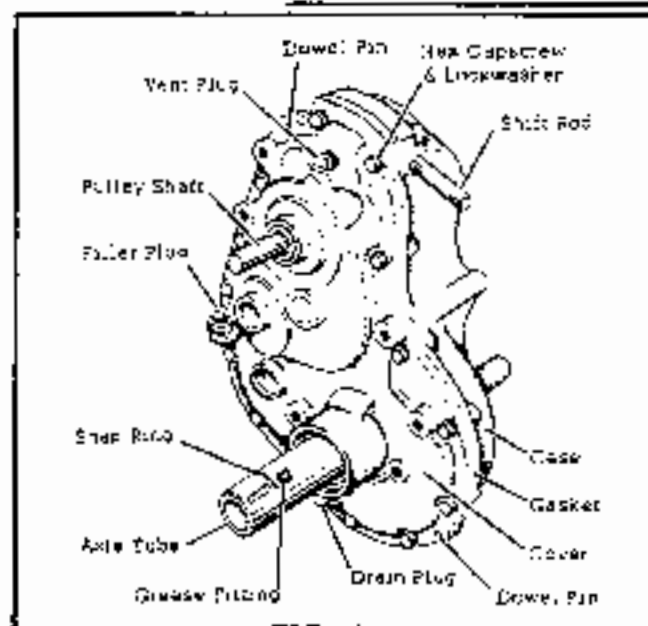 Dowel Pin
Hex Capscrew
& Lockwasher
Vent Plug
Shift Rod
Pulley Shaft
Filler Plug
Snap Ring
Case
Gasket
Axle Tube
Cover
Drain Plug
Grease Fitting
Dowel Pin